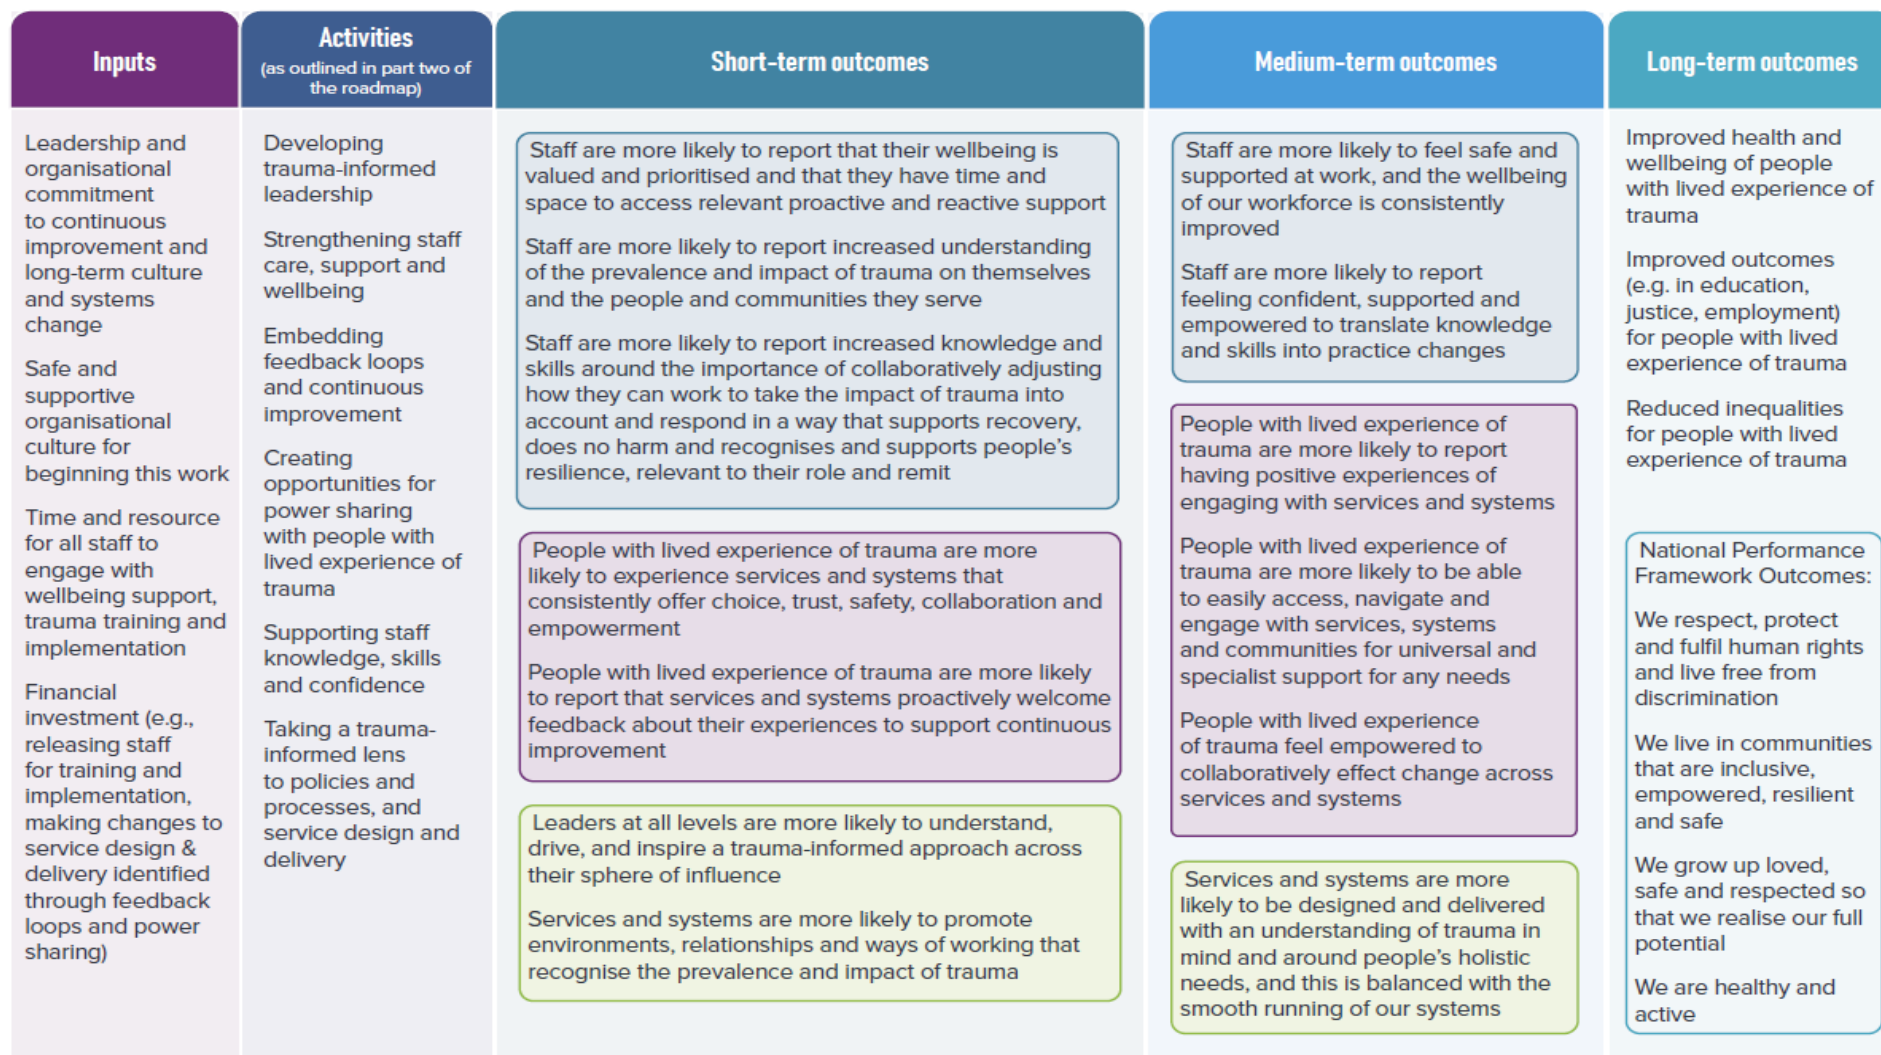 Inputs
Leadership and
organisational
commitment
to continuous
improvement and
long-term culture
and systems
change
Safe and
supportive
organisational
culture for
beginning this work
Time and resource
for all staff to
engage with
wellbeing support,
trauma training and
implementation
Financial
investment (e.g.,
releasing staff
for training and
implementation,
making changes to
service design &
delivery identified
through feedback
loops and power
sharing)
Activities
(as outlined in part two of
the roadmap)
Developing
trauma-informed
leadership
Strengthening staff
care, support and
wellbeing
Embedding
feedback loops
and continuous
improvement
Creating
opportunities for
power sharing
with people with
lived experience of
trauma
Supporting staff
knowledge, skills
and confidence
Taking a trauma-
informed lens
to policies and
processes, and
service design and
delivery
Short-term outcomes
Staff are more likely to report that their wellbeing is
valued and prioritised and that they have time and
space to access relevant proactive and reactive support
Staff are more likely to report increased understanding
of the prevalence and impact of trauma on themselves
and the people and communities they serve
Staff are more likely to report increased knowledge and
skills around the importance of collaboratively adjusting
how they can work to take the impact of trauma into
account and respond in a way that supports recovery,
does no harm and recognises and supports people's
resilience, relevant to their role and remit
People with lived experience of trauma are more
likely to experience services and systems that
consistently offer choice, trust, safety, collaboration and
empowerment
People with lived experience of trauma are more likely
to report that services and systems proactively welcome
feedback about their experiences to support continuous
improvement
Leaders at all levels are more likely to understand,
drive, and inspire a trauma-informed approach across
their sphere of influence
Services and systems are more likely to promote
environments, relationships and ways of working that
recognise the prevalence and impact of trauma
Medium-term outcomes
Staff are more likely to feel safe and
supported at work, and the wellbeing
of our workforce is consistently
improved
Staff are more likely to report
feeling confident, supported and
empowered to translate knowledge
and skills into practice changes
People with lived experience of
trauma are more likely to report
having positive experiences of
engaging with services and systems
People with lived experience of
trauma are more likely to be able
to easily access, navigate and
engage with services, systems
and communities for universal and
specialist support for any needs
People with lived experience
of trauma feel empowered to
collaboratively effect change across
services and systems
Services and systems are more
likely to be designed and delivered
with an understanding of trauma in
mind and around people's holistic
needs, and this is balanced with the
smooth running of our systems
Long-term outcomes
Improved health and
wellbeing of people
with lived experience of
trauma
Improved outcomes
(e.g. in education,
justice, employment)
for people with lived
experience of trauma
Reduced inequalities
for people with lived
experience of trauma
National Performance
Framework Outcomes:
We respect, protect
and fulfil human rights
and live free from
discrimination
We live in communities
that are inclusive,
empowered, resilient
and safe
We grow up loved,
safe and respected so
that we realise our full
potential
We are healthy and
active